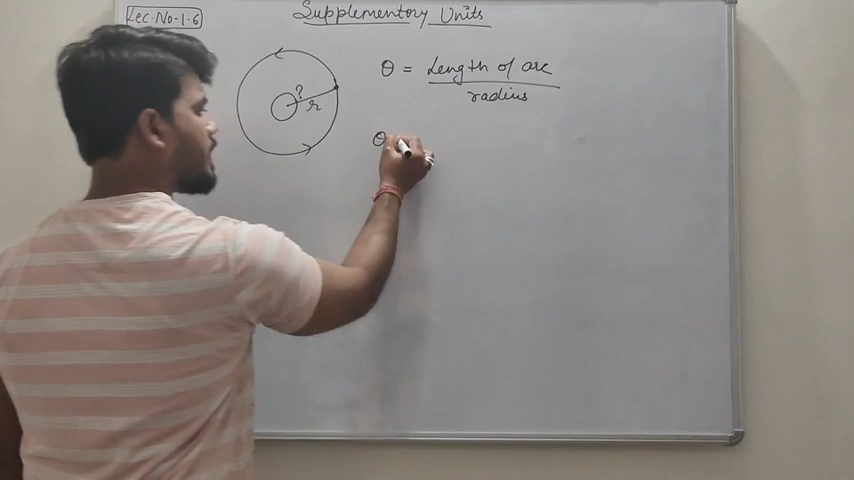 Lec. No-1.6
Supplementory Units
θ = Length of arc
radius
?
r
θ